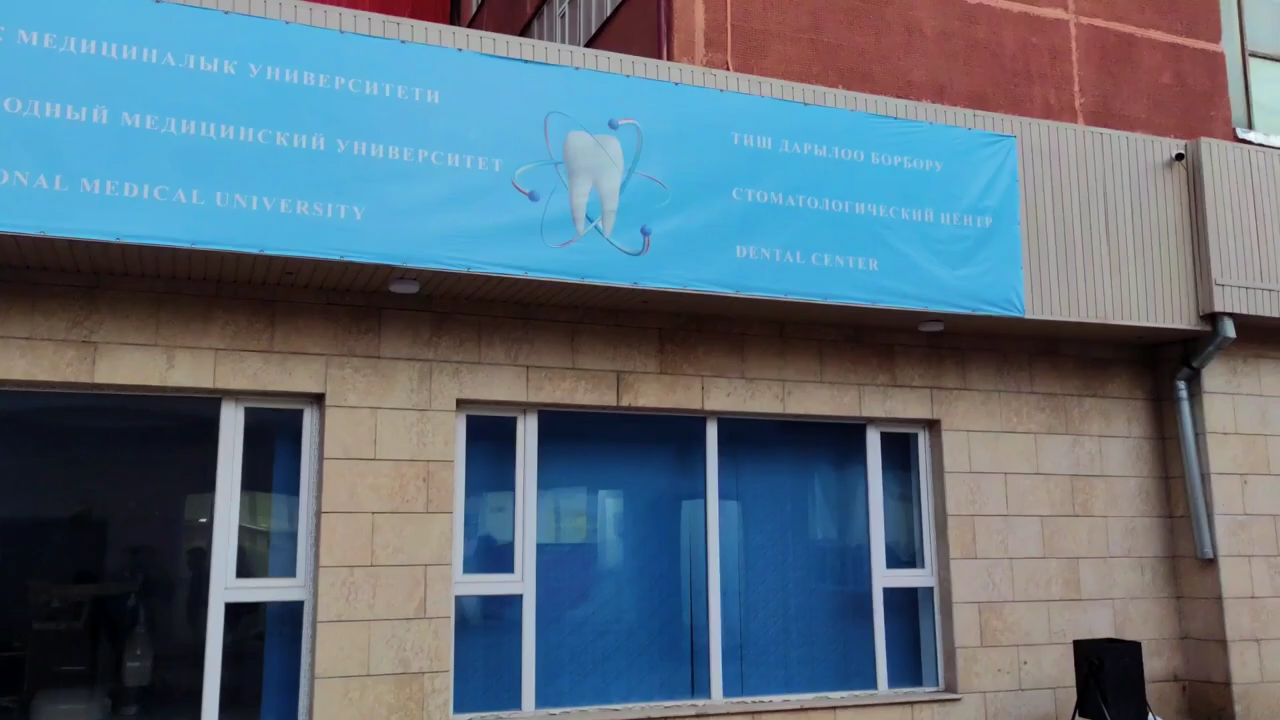 МЕДИЦИНАЛЫК УНИВЕРСИТЕТИ
ОДНЫЙ МЕДИЦИНСКИЙ УНИВЕРСИТЕТ
ONAL MEDICAL UNIVERSITY
ТИШ ДАРЫЛОО БОРБОРУ
СТОМАТОЛОГИЧЕСКИЙ ЦЕНТР
DENTAL CENTER